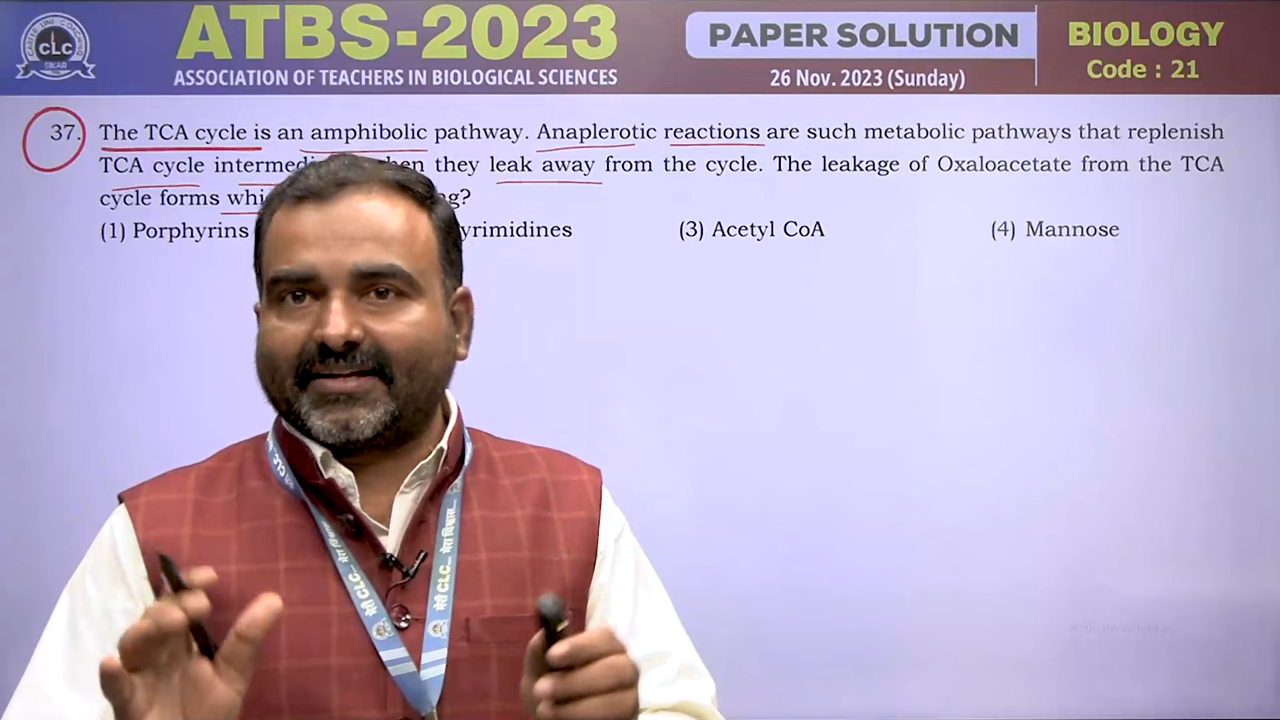 CLC
SIKAR
ATBS-2023
ASSOCIATION OF TEACHERS IN BIOLOGICAL SCIENCES
PAPER SOLUTION
26 Nov. 2023 (Sunday)
BIOLOGY
Code : 21
37. The TCA cycle is an amphibolic pathway. Anaplerotic reactions are such metabolic pathways that replenish
TCA cycle they leak away from the cycle. The leakage of Oxaloacetate from the TCA
cycle forms
(1) Porphyrins (3) Acetyl CoA (4) Mannose
मेरी CLC... मेरा विश्वास...